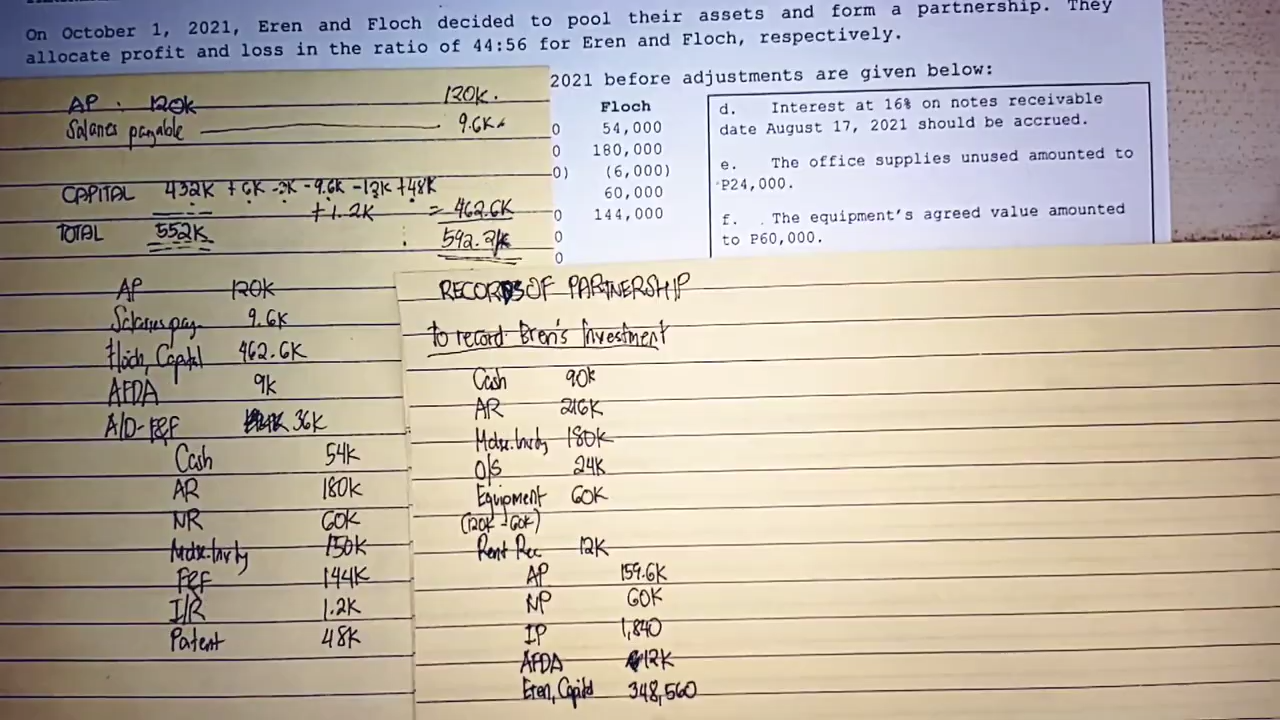 On October 1, 2021, Eren and Floch decided to pool their assets and form a partnership. They
allocate profit and loss in the ratio of 44:56 for Eren and Floch, respectively.
2021 before adjustments are given below:
Floch
0 54,000
0 180,000
0) (6,000)
60,000
0 144,000
0
0
d. Interest at 16% on notes receivable
date August 17, 2021 should be accrued.
e. The office supplies unused amounted to
P24,000.
f. The equipment's agreed value amounted
to P60,000.
AP 120K 120K.
Salaries payable 9.6K
CAPITAL 432K + 6K -3K -9.6K -12K +48K
+1.2K = 462.6K
TOTAL 552K : 592.2K
AP 120K
Salaries pay. 9.6K
Floch, Capital 462.6K
AFDA 9K
A/D-F&F 36K
Cash 54K
AR 180K
NR 60K
Mdse. Invty 150K
F&F 144K
I/R 1.2K
Patent 48K
RECORDS OF PARTNERSHIP
to record Eren's Investment
Cash 90K
AR 216K
Mdse. Invty 180K
O/S 24K
Equipment 60K
(120K - 60K)
Rent Rec 12K
AP 159.6K
NP 60K
IP 1,840
AFDA 12K
Eren, Capital 348,560